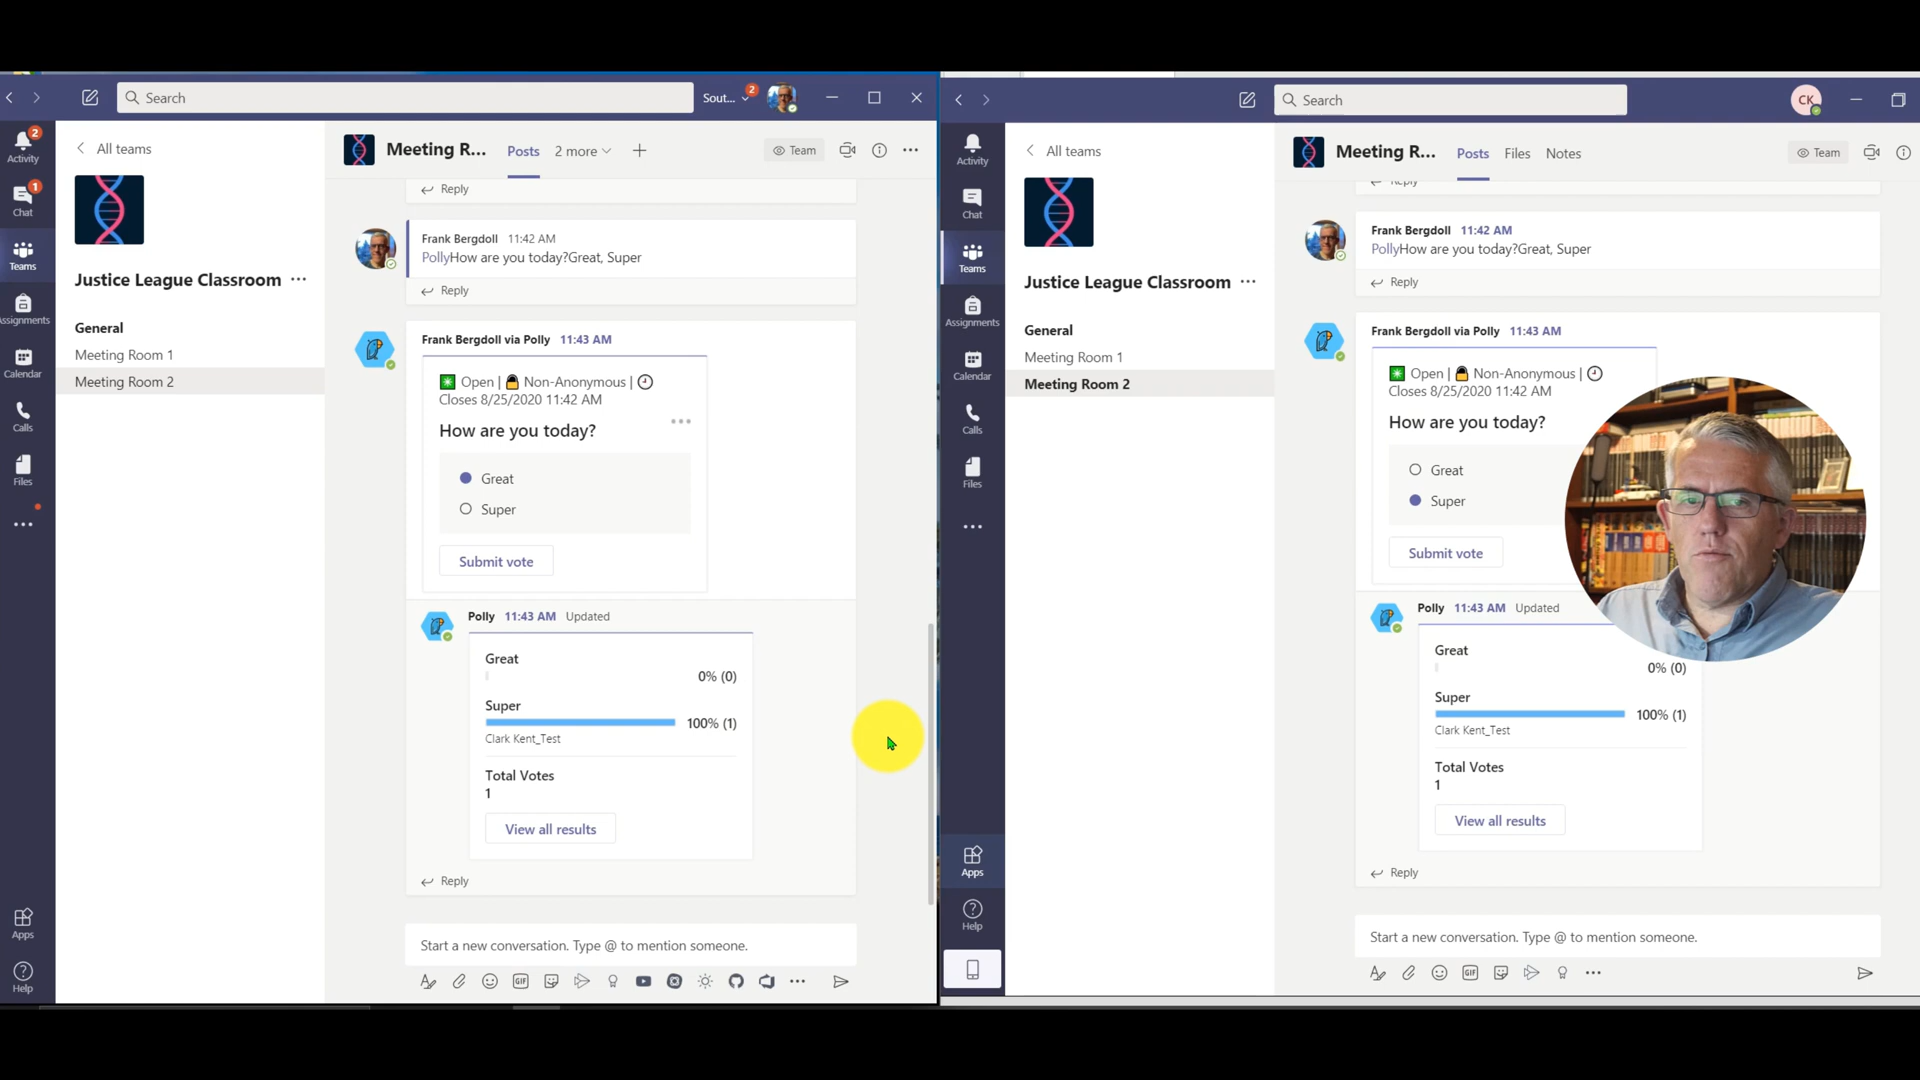 Search
Sout...
2
2
Activity
1
Chat
Teams
Assignments
Calendar
Calls
Files
Apps
Help
All teams
Justice League Classroom
General
Meeting Room 1
Meeting Room 2
Meeting R...
Posts
2 more
Team
Reply
Frank Bergdoll 11:42 AM
PollyHow are you today?Great, Super
Reply
Frank Bergdoll via Polly 11:43 AM
Open | Non-Anonymous |
Closes 8/25/2020 11:42 AM
How are you today?
Great
Super
Submit vote
Polly 11:43 AM Updated
Great
0% (0)
Super
100% (1)
Clark Kent_Test
Total Votes
1
View all results
Reply
Start a new conversation. Type @ to mention someone.
GIF
Search
CK
Activity
Chat
Teams
Assignments
Calendar
Calls
Files
Apps
Help
All teams
Justice League Classroom
General
Meeting Room 1
Meeting Room 2
Meeting R...
Posts
Files
Notes
Team
Reply
Frank Bergdoll 11:42 AM
PollyHow are you today?Great, Super
Reply
Frank Bergdoll via Polly 11:43 AM
Open | Non-Anonymous |
Closes 8/25/2020 11:42 AM
How are you today?
Great
Super
Submit vote
Polly 11:43 AM Updated
Great
0% (0)
Super
100% (1)
Clark Kent_Test
Total Votes
1
View all results
Reply
Start a new conversation. Type @ to mention someone.
GIF